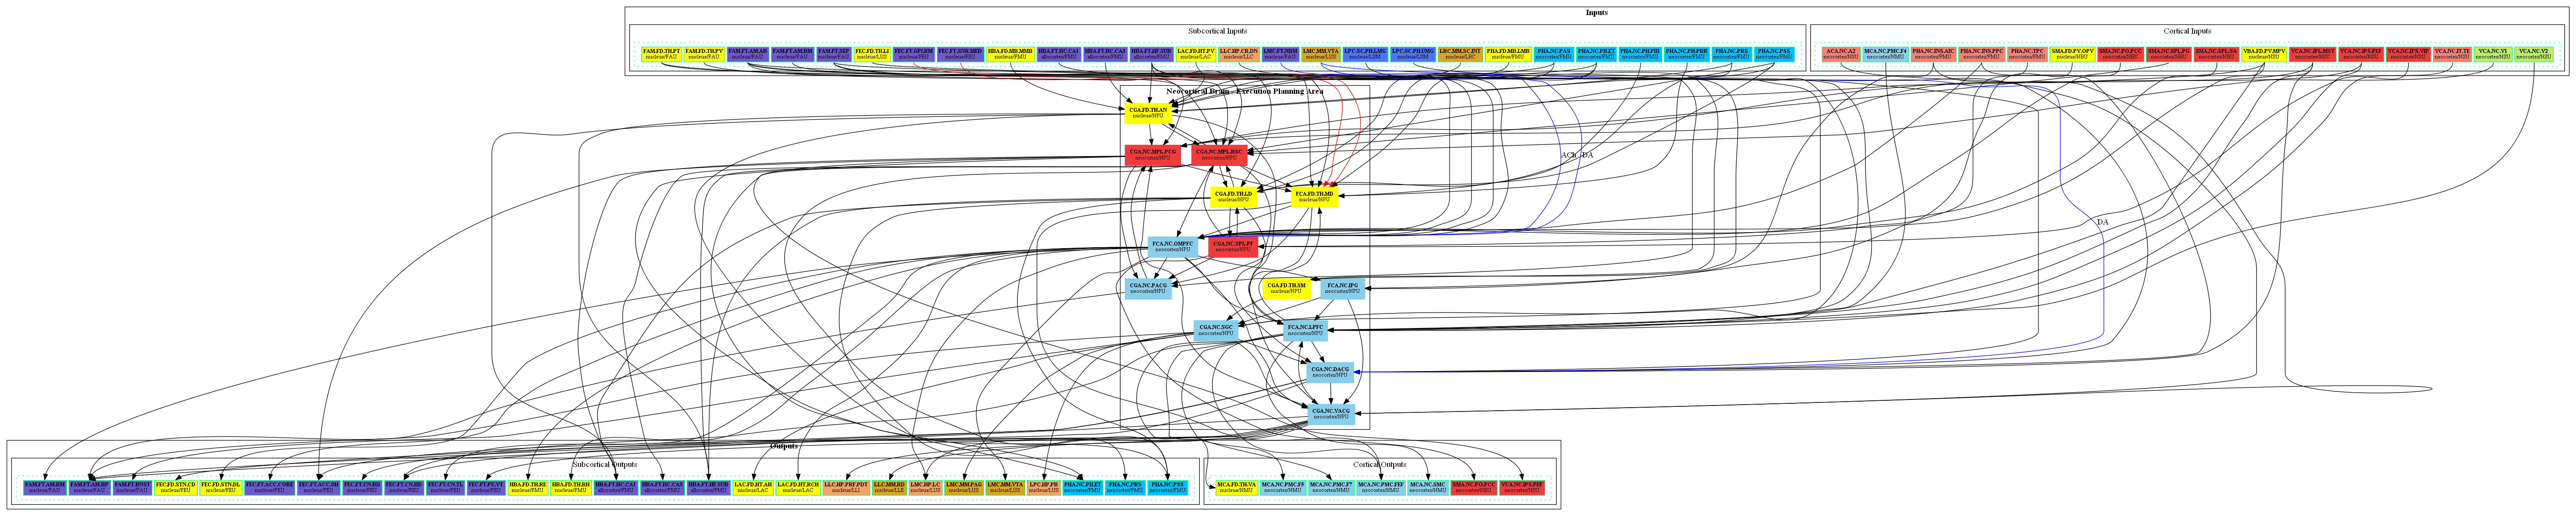 Inputs
Subcortical Inputs
Cortical Inputs
FAM.FD.TH.PT
nucleus/PAU
FAM.FD.TH.PV
nucleus/PAU
FAM.FT.AM.AB
nucleus/FAU
FAM.FT.AM.BM
nucleus/FAU
FAM.FT.SEP
nucleus/FAU
FEC.FD.TH.LI
nucleus/LUS
FEC.FT.GPI.RM
nucleus/FEU
FEC.FT.SNR.MED
nucleus/FEU
HBA.FD.MB.MMB
nucleus/FMU
HBA.FT.HC.CA1
allocortex/FMU
HBA.FT.HC.CA3
allocortex/FMU
HBA.FT.HF.SUB
allocortex/FMU
LAC.FD.HT.PV
nucleus/LAC
LLC.HP.CR.DN
nucleus/LLC
LMC.FT.NBM
nucleus/FAU
LMC.MM.VTA
nucleus/LUS
LPC.SC.PH.LMG
nucleus/LSM
LPC.SC.PH.UMG
nucleus/LSM
LRC.MM.SC.INT
nucleus/LRC
PHA.FD.MB.LMB
nucleus/FMU
PHA.NC.PAS
neocortex/FMU
PHA.NC.PH.ET
neocortex/FMU
PHA.NC.PH.PIR
neocortex/FMU
PHA.NC.PH.PRR
neocortex/FMU
PHA.NC.PRS
neocortex/FMU
PHA.NC.PSS
neocortex/FMU
ACA.NC.A2
neocortex/NSU
MCA.NC.PMC.F4
neocortex/NMU
PHA.NC.INS.AIC
neocortex/FMU
PHA.NC.INS.PPC
neocortex/FMU
PHA.NC.TPC
neocortex/FMU
SMA.FD.PV.OPV
nucleus/NBU
SMA.NC.PO.PCC
neocortex/NBU
SMA.NC.SPL.PG
neocortex/NBU
SMA.NC.SPL.SA
neocortex/NBU
VBA.FD.PV.MPV
nucleus/NSU
VCA.NC.IPL.MST
neocortex/NSU
VCA.NC.IPS.PEF
neocortex/NSU
VCA.NC.IPS.VIP
neocortex/NSU
VCA.NC.IT.TE
neocortex/NSU
VCA.NC.V1
neocortex/NSU
VCA.NC.V2
neocortex/NSU
Neocortical Brain - Execution Planning Area
CGA.FD.TH.AN
nucleus/NPU
CGA.NC.MPL.PCG
neocortex/NPU
CGA.NC.MPL.RSC
neocortex/NPU
ACh
DA
CGA.FD.TH.LD
nucleus/NPU
FCA.FD.TH.MD
nucleus/NPU
DA
FCA.NC.OMPFC
neocortex/NPU
CGA.NC.SPL.PF
neocortex/NPU
CGA.NC.PACG
neocortex/NPU
CGA.FD.TH.SM
nucleus/NPU
FCA.NC.IPG
neocortex/NPU
CGA.NC.SGC
neocortex/NPU
FCA.NC.LPFC
neocortex/NPU
CGA.NC.DACG
neocortex/NPU
CGA.NC.VACG
neocortex/NPU
Outputs
Subcortical Outputs
Cortical Outputs
FAM.FT.AM.BM
nucleus/FAU
FAM.FT.AM.BP
nucleus/FAU
FAM.FT.BNST
nucleus/FAU
FEC.FD.STN.CD
nucleus/FEU
FEC.FD.STN.DL
nucleus/FEU
FEC.FT.ACC.CORE
nucleus/FEU
FEC.FT.ACC.SH
nucleus/FEU
FEC.FT.CN.HD
nucleus/FEU
FEC.FT.CN.MD
nucleus/FEU
FEC.FT.CN.TL
nucleus/FEU
FEC.FT.PU.VT
nucleus/FEU
HBA.FD.TH.RE
nucleus/FMU
HBA.FD.TH.RH
nucleus/FMU
HBA.FT.HC.CA1
allocortex/FMU
HBA.FT.HC.CA3
allocortex/FMU
HBA.FT.HF.SUB
allocortex/FMU
LAC.FD.HT.AH
nucleus/LAC
LAC.FD.HT.RCH
nucleus/LAC
LLC.HP.PRF.PDT
nucleus/LLI
LLC.MM.RD
nucleus/LLE
LMC.HP.LC
nucleus/LUS
LMC.MM.PAG
nucleus/LUS
LMC.MM.VTA
nucleus/LUS
LPC.HP.PB
nucleus/LUS
PHA.NC.PH.ET
neocortex/FMU
PHA.NC.PRS
neocortex/FMU
PHA.NC.PSS
neocortex/FMU
MCA.FD.TH.VA
nucleus/NMU
MCA.NC.PMC.F5
neocortex/NMU
MCA.NC.PMC.F7
neocortex/NMU
MCA.NC.PMC.FEF
neocortex/NMU
MCA.NC.SMC
neocortex/NMU
SMA.NC.PO.PCC
neocortex/NBU
VCA.NC.IPS.PEF
neocortex/NSU